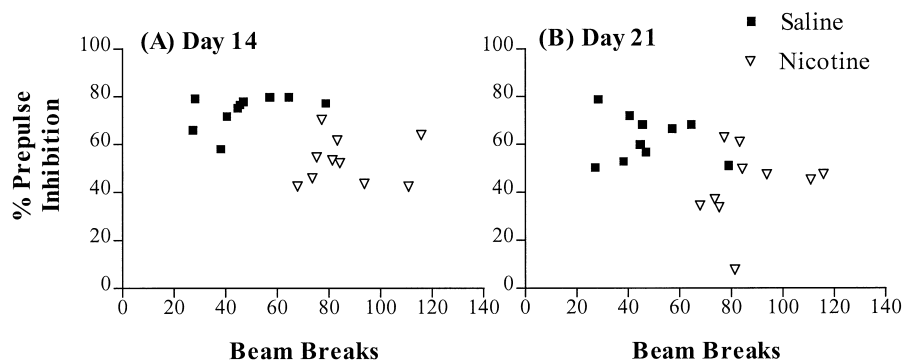 (A) Day 14
(B) Day 21
Saline
Nicotine
% Prepulse
Inhibition
100
80
60
40
20
0
0 20 40 60 80 100 120 140
Beam Breaks
100
80
60
40
20
0
0 20 40 60 80 100 120 140
Beam Breaks